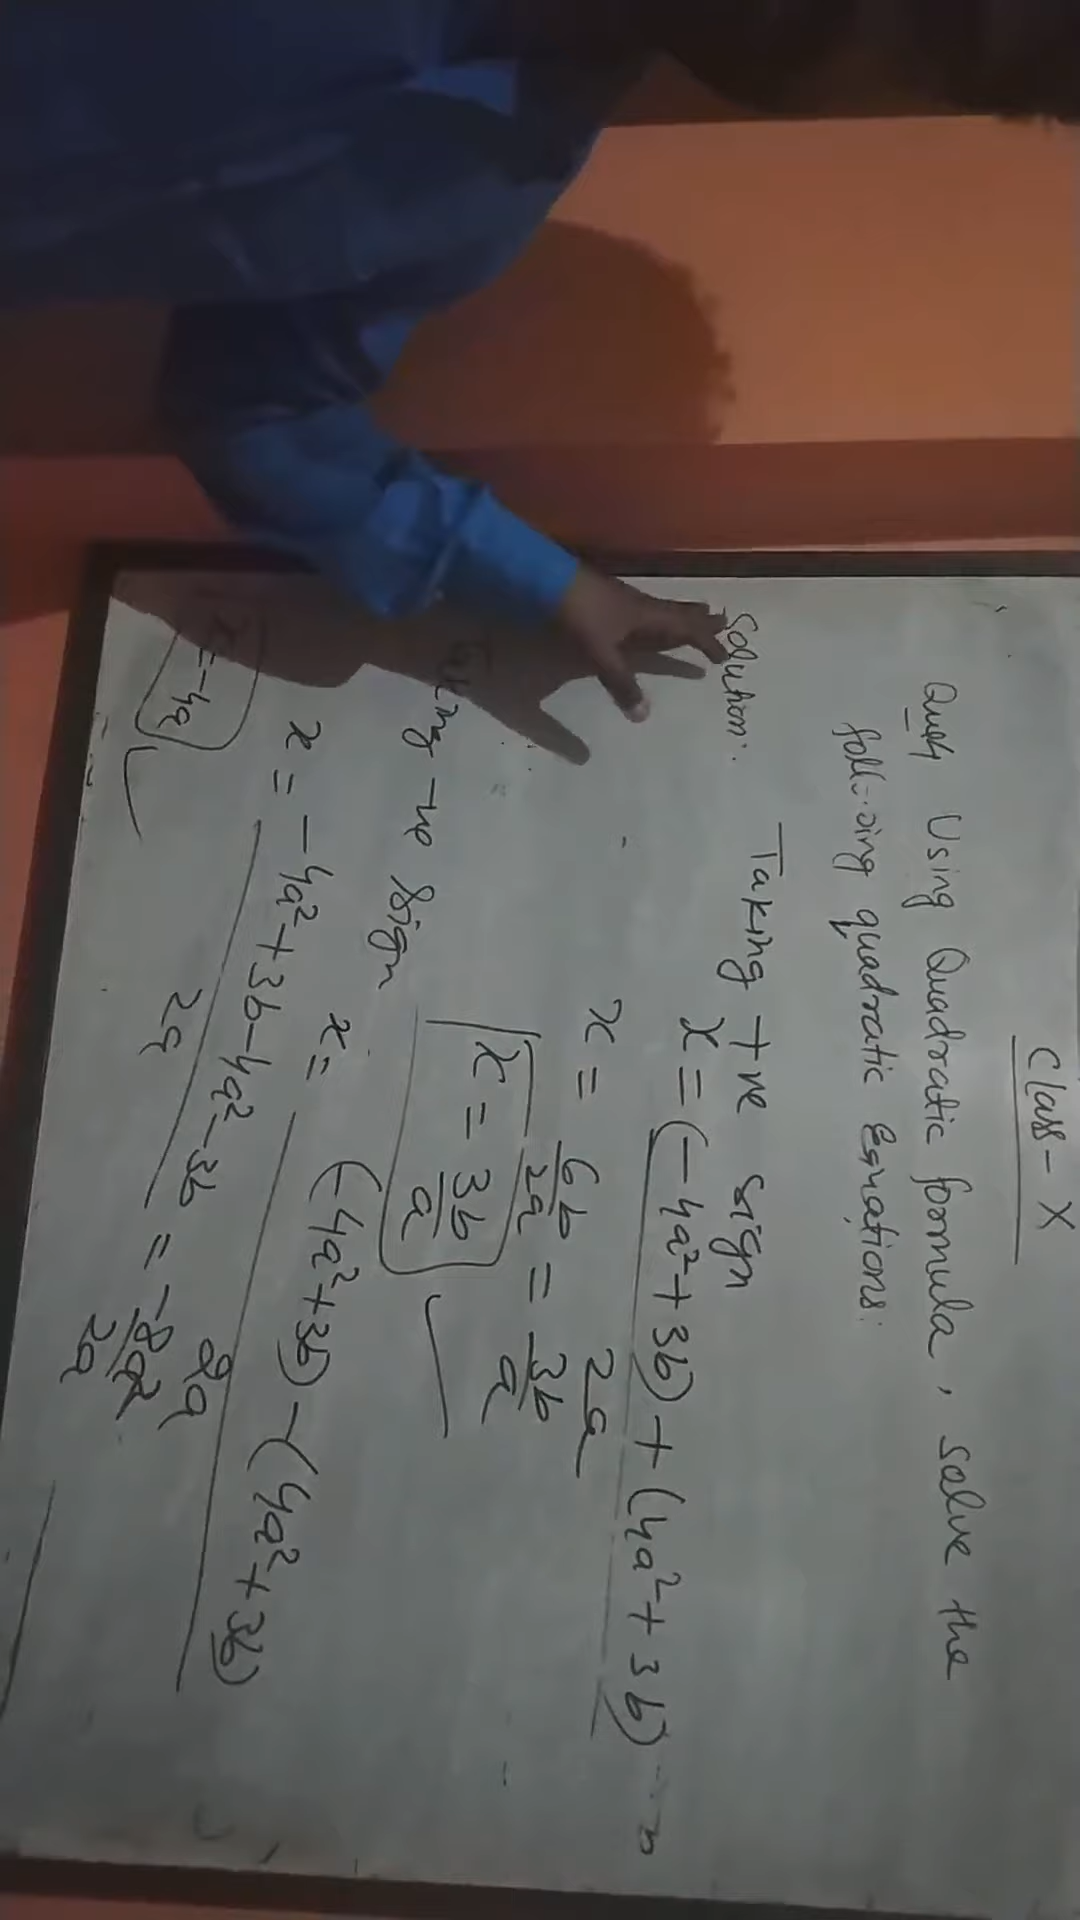 Class - X
Ques4 Using Quadratic formula, solve the
following quadratic Equations:
Solution: Taking +ve sign
x = (-4a²+3b) + (4a²+3b)
2a
x = 6b/2a = 3b/a
x = 3b/a
Taking -ve sign
x = (-4a²+3b) - (4a²+3b)
2a
x = -4a²+3b-4a²-3b = -8a²/2a
2a
x = -4a